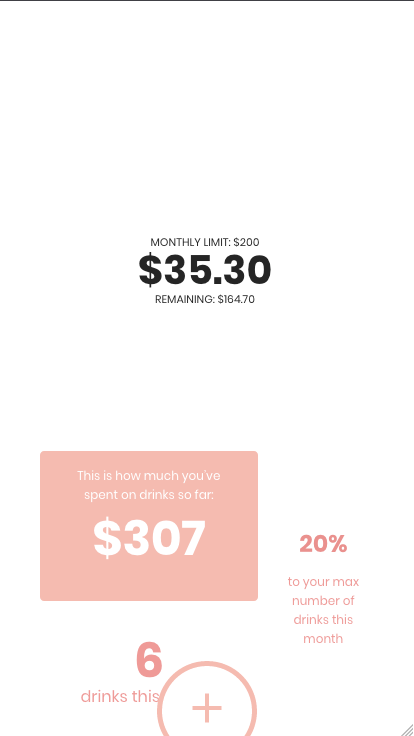 MONTHLY LIMIT: $200
$35.30
REMAINING: $164.70
This is how much you've
spent on drinks so far:
$307
20%
to your max
number of
drinks this
month
6
drinks this
+